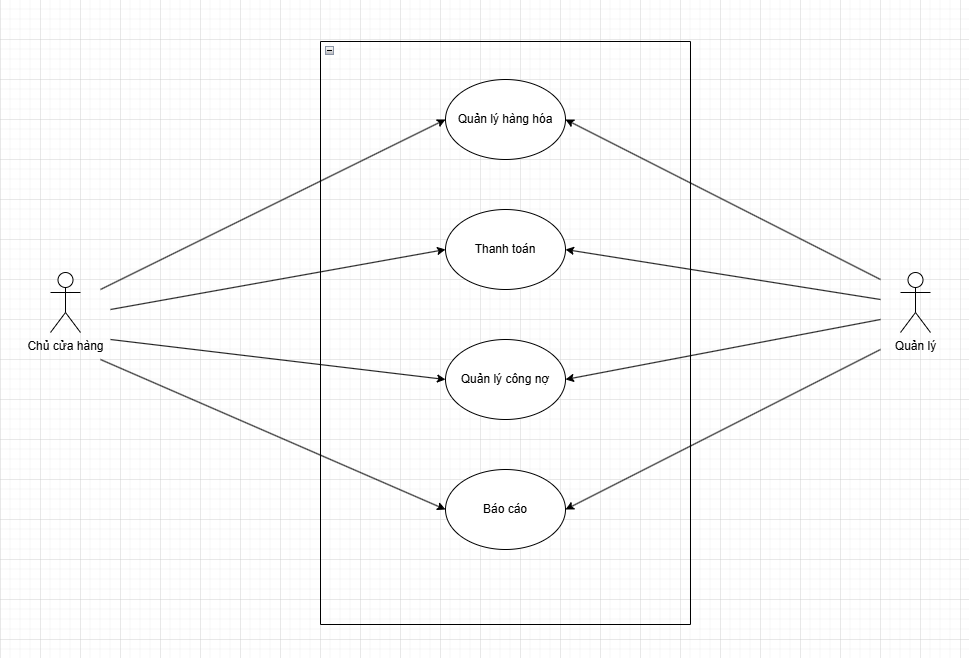 Quản lý hàng hóa
Thanh toán
Chủ cửa hàng
Quản lý
Quản lý công nợ
Báo cáo